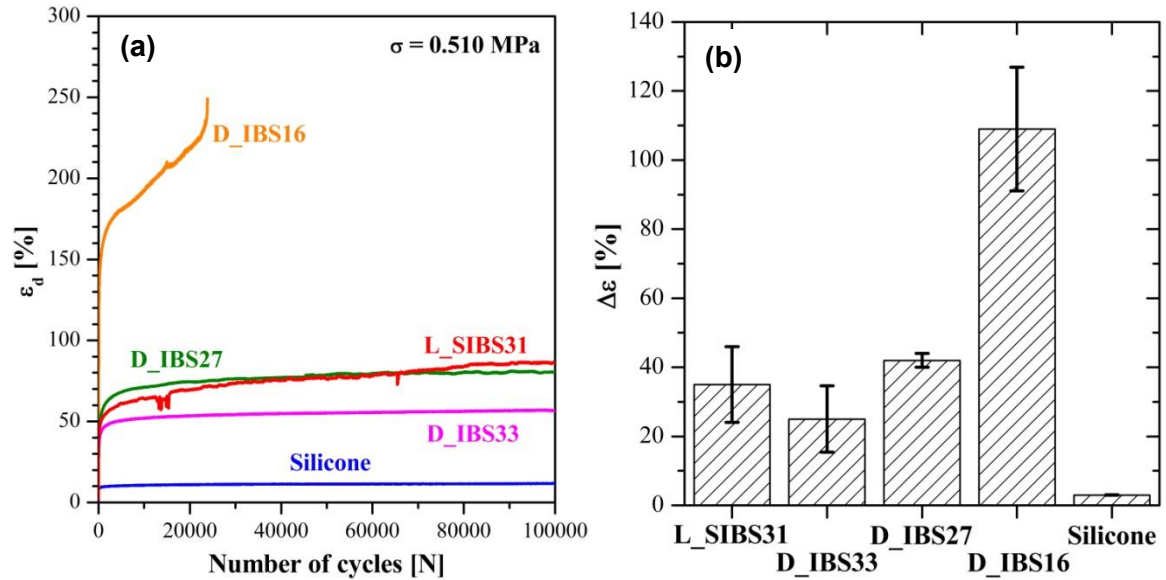 (a)
σ = 0.510 MPa
300
250
200
150
100
50
0
ε_d [%]
D_IBS16
D_IBS27
L_SIBS31
D_IBS33
Silicone
0 20000 40000 60000 80000 100000
Number of cycles [N]
(b)
140
120
100
80
60
40
20
0
Δε [%]
L_SIBS31
D_IBS33
D_IBS27
D_IBS16
Silicone